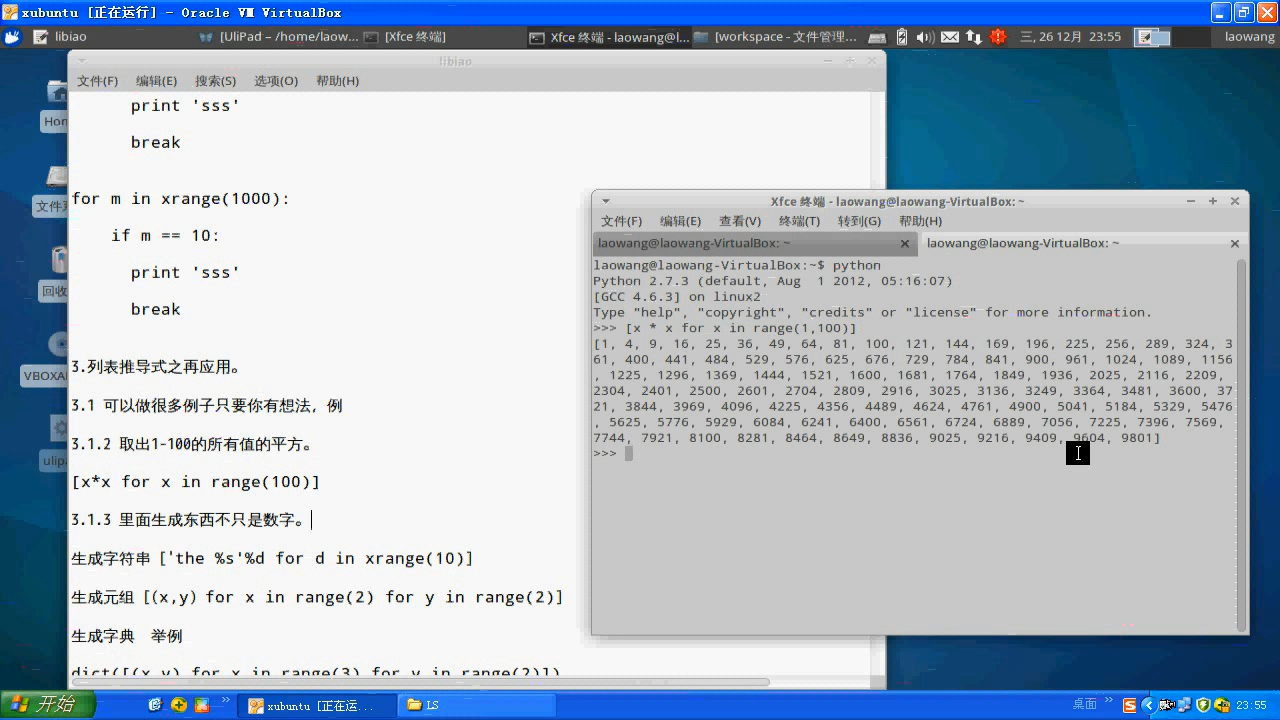 xubuntu [正在运行] - Oracle VM VirtualBox
libiao
[UliPad - /home/laow...
[Xfce 终端]
Xfce 终端 - laowang@l...
[workspace - 文件管理...
三, 26 12月 23:55
laowang
libiao
文件(F) 编辑(E) 搜索(S) 选项(O) 帮助(H)
print 'sss'
break
for m in xrange(1000):
if m == 10:
print 'sss'
break
3.列表推导式之再应用。
3.1 可以做很多例子只要你有想法，例
3.1.2 取出1-100的所有值的平方。
[x*x for x in range(100)]
3.1.3 里面生成东西不只是数字。
生成字符串 ['the %s'%d for d in xrange(10)]
生成元组 [(x,y) for x in range(2) for y in range(2)]
生成字典 举例
dict([(x,y) for x in range(3) for y in range(2)])
Hom
文件系
回收
VBOXA
ulipa
Xfce 终端 - laowang@laowang-VirtualBox: ~
文件(F) 编辑(E) 查看(V) 终端(T) 转到(G) 帮助(H)
laowang@laowang-VirtualBox: ~
laowang@laowang-VirtualBox: ~
laowang@laowang-VirtualBox:~$ python
Python 2.7.3 (default, Aug  1 2012, 05:16:07)
[GCC 4.6.3] on linux2
Type "help", "copyright", "credits" or "license" for more information.
>>> [x * x for x in range(1,100)]
[1, 4, 9, 16, 25, 36, 49, 64, 81, 100, 121, 144, 169, 196, 225, 256, 289, 324, 3
61, 400, 441, 484, 529, 576, 625, 676, 729, 784, 841, 900, 961, 1024, 1089, 1156
, 1225, 1296, 1369, 1444, 1521, 1600, 1681, 1764, 1849, 1936, 2025, 2116, 2209,
2304, 2401, 2500, 2601, 2704, 2809, 2916, 3025, 3136, 3249, 3364, 3481, 3600, 37
21, 3844, 3969, 4096, 4225, 4356, 4489, 4624, 4761, 4900, 5041, 5184, 5329, 5476
, 5625, 5776, 5929, 6084, 6241, 6400, 6561, 6724, 6889, 7056, 7225, 7396, 7569,
7744, 7921, 8100, 8281, 8464, 8649, 8836, 9025, 9216, 9409, 9604, 9801]
>>>
开始
xubuntu [正在运...
LS
桌面
23:55